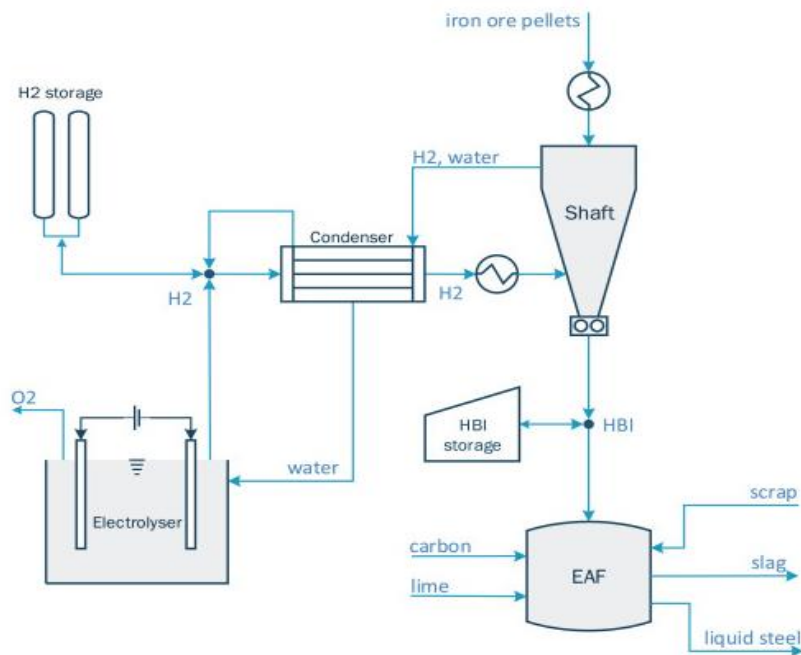 iron ore pellets
H2 storage
H2, water
Shaft
Condenser
H2
H2
O2
HBI
storage
HBI
water
Electrolyser
scrap
carbon
EAF
slag
lime
liquid steel